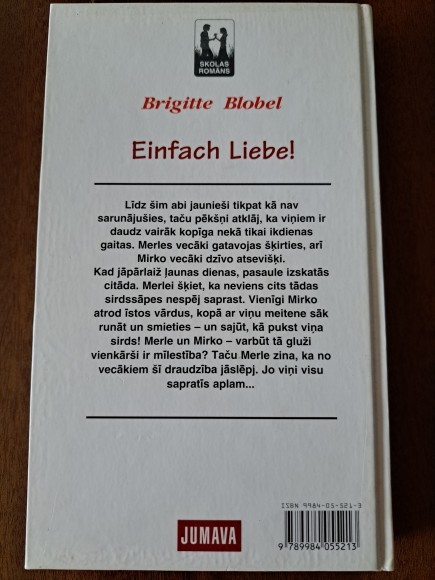 SKOLAS
ROMĀNS
Brigitte Blobel
Einfach Liebe!
Līdz šim abi jaunieši tikpat kā nav
sarunājušies, taču pēkšņi atklāj, ka viņiem ir
daudz vairāk kopīga nekā tikai ikdienas
gaitas. Merles vecāki gatavojas šķirties, arī
Mirko vecāki dzīvo atsevišķi.
Kad jāpārlaiž ļaunas dienas, pasaule izskatās
citāda. Merlei šķiet, ka neviens cits tādas
sirdssāpes nespēj saprast. Vienīgi Mirko
atrod īstos vārdus, kopā ar viņu meitene sāk
runāt un smieties – un sajūt, kā pukst viņa
sirds! Merle un Mirko – varbūt tā gluži
vienkārši ir mīlestība? Taču Merle zina, ka no
vecākiem šī draudzība jāslēpj. Jo viņi visu
sapratīs aplam...
ISBN 9984-05-521-3
9 789984 055213
JUMAVA